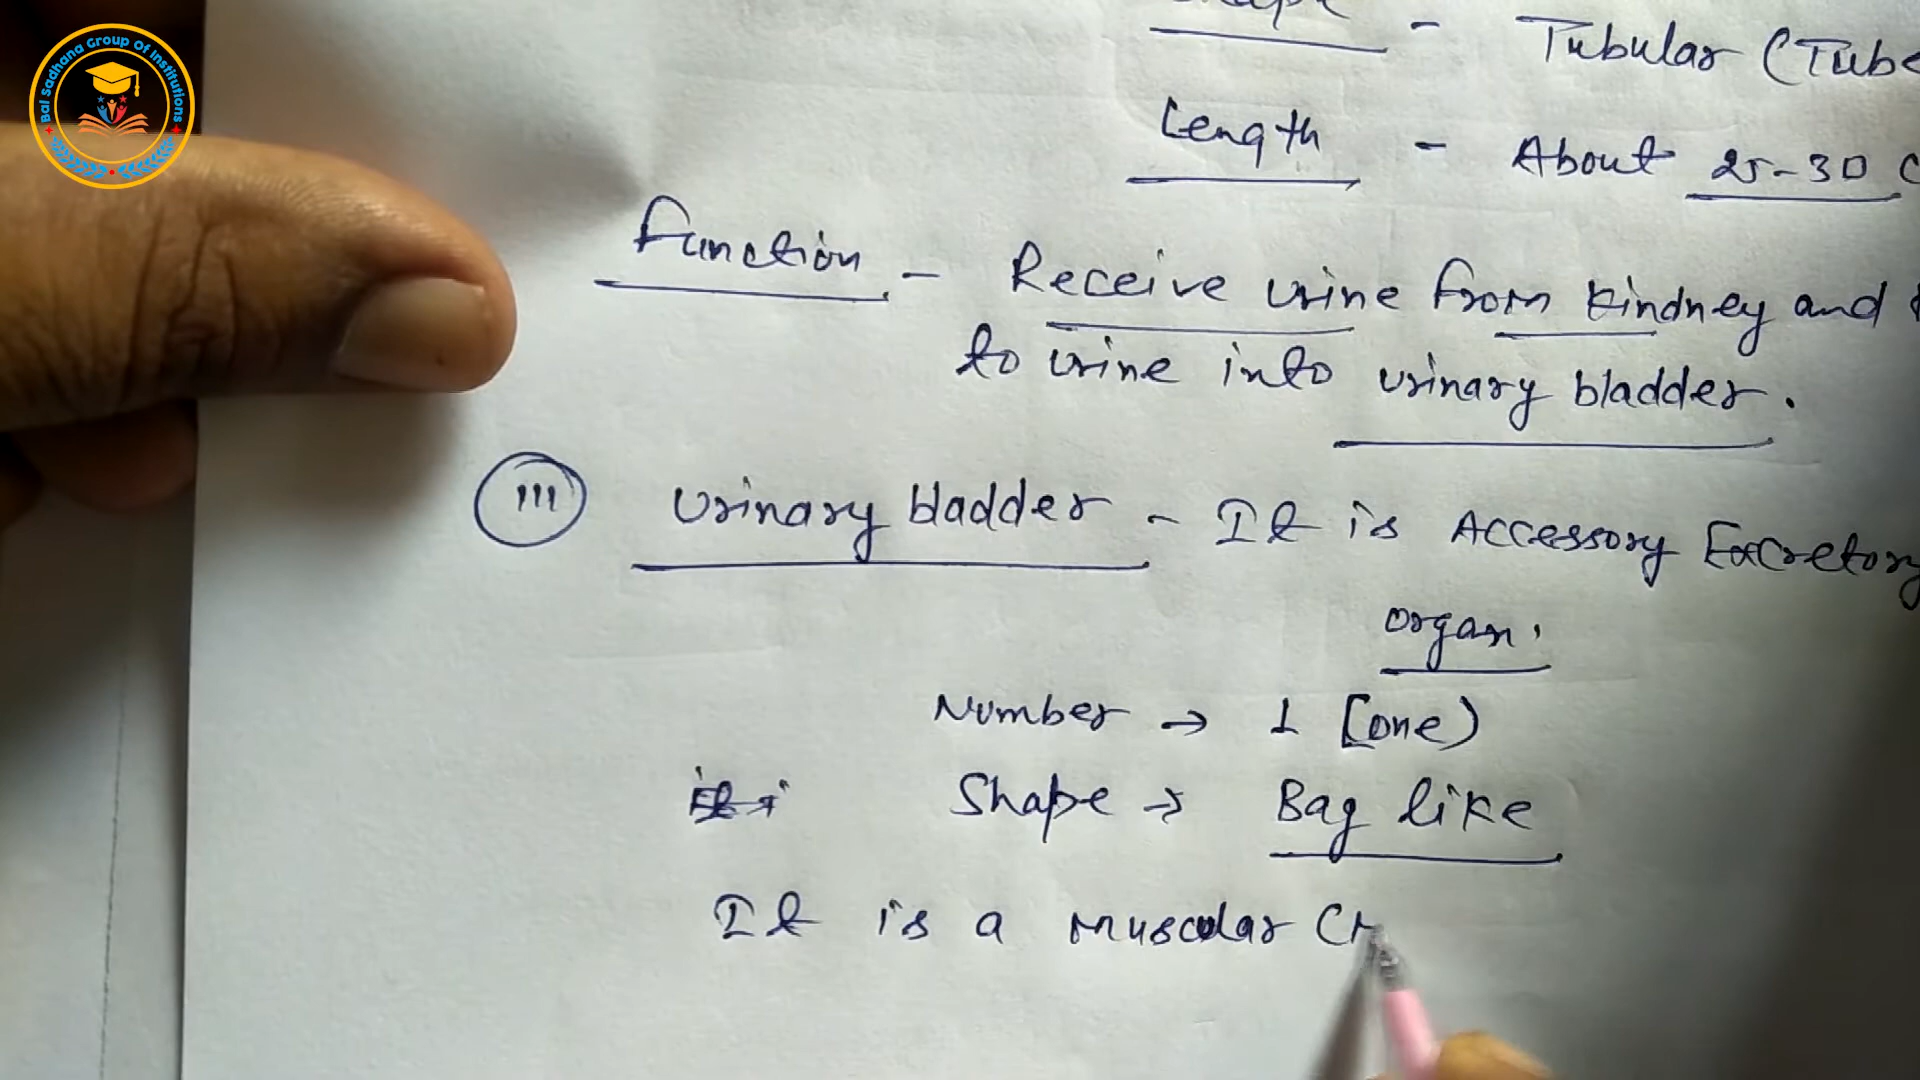 Bal Sadhana Group Of Institutions
Shape - Tubular (Tube
Length - About 25-30 C
Function - Receive urine from kindney and
to urine into urinary bladder.
III Urinary bladder - It is Accessory Excretory
organ.
Number → 1 [one)
Shape → Bag like
It is a muscular (